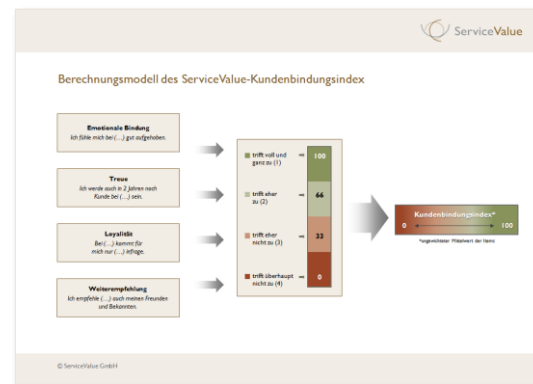 ServiceValue
Berechnungsmodell des ServiceValue-Kundenbindungsindex
Emotionale Bindung
Ich fühle mich bei (…) gut aufgehoben.
Treue
Ich werde auch in 2 Jahren noch
Kunde bei (…) sein.
Loyalität
Bei (…) kommt für
mich nur (…) infrage.
Weiterempfehlung
Ich empfehle (…) auch meinen Freunden
und Bekannten.
trifft voll und
ganz zu (1)
=
100
trifft eher
zu (2)
=
66
trifft eher
nicht zu (3)
=
33
trifft überhaupt
nicht zu (4)
=
0
Kundenbindungsindex*
0
100
*ungewichteter Mittelwert der Items
© ServiceValue GmbH